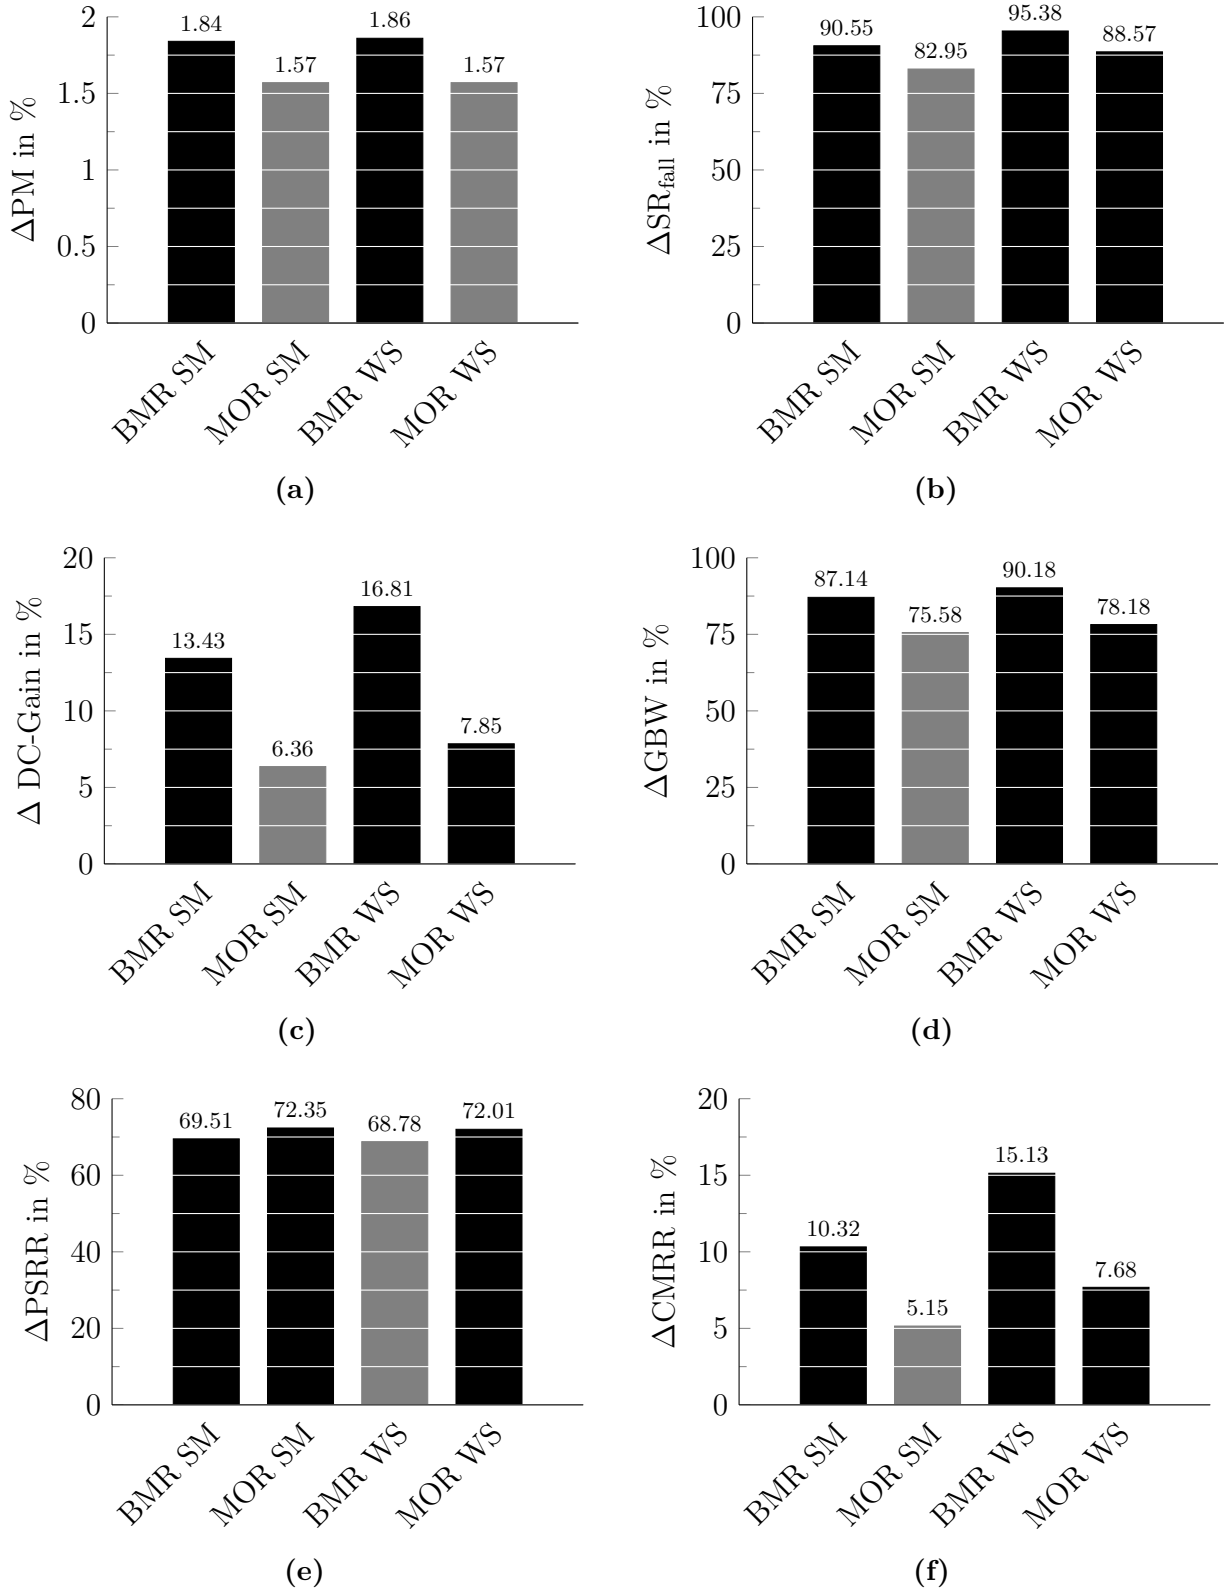 ΔPM in %
2
1.5
1
0.5
0
1.84
1.57
1.86
1.57
BMR SM
MOR SM
BMR WS
MOR WS
(a)
ΔSR_fall in %
100
75
50
25
0
90.55
82.95
95.38
88.57
BMR SM
MOR SM
BMR WS
MOR WS
(b)
Δ DC-Gain in %
20
15
10
5
0
13.43
6.36
16.81
7.85
BMR SM
MOR SM
BMR WS
MOR WS
(c)
ΔGBW in %
100
75
50
25
0
87.14
75.58
90.18
78.18
BMR SM
MOR SM
BMR WS
MOR WS
(d)
ΔPSRR in %
80
60
40
20
0
69.51
72.35
68.78
72.01
BMR SM
MOR SM
BMR WS
MOR WS
(e)
ΔCMRR in %
20
15
10
5
0
10.32
5.15
15.13
7.68
BMR SM
MOR SM
BMR WS
MOR WS
(f)